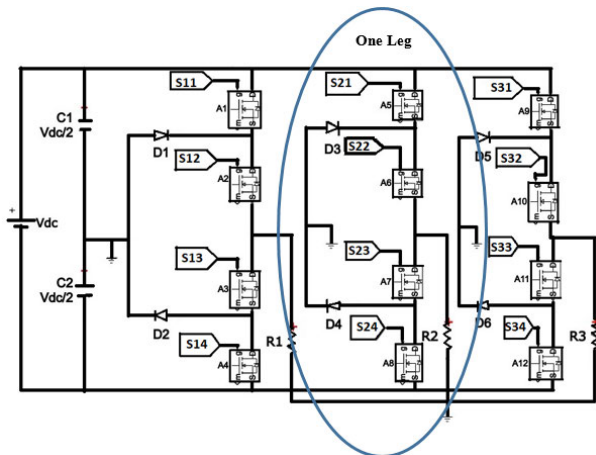 One Leg
S11
S21
S31
A1
A5
A9
C1
Vdc/2
D1
D3
D5
S12
S22
S32
A2
A6
A10
+
Vdc
C2
Vdc/2
S13
S23
S33
A3
A7
A11
D2
D4
D6
R1
R2
R3
S14
S24
S34
A4
A8
A12